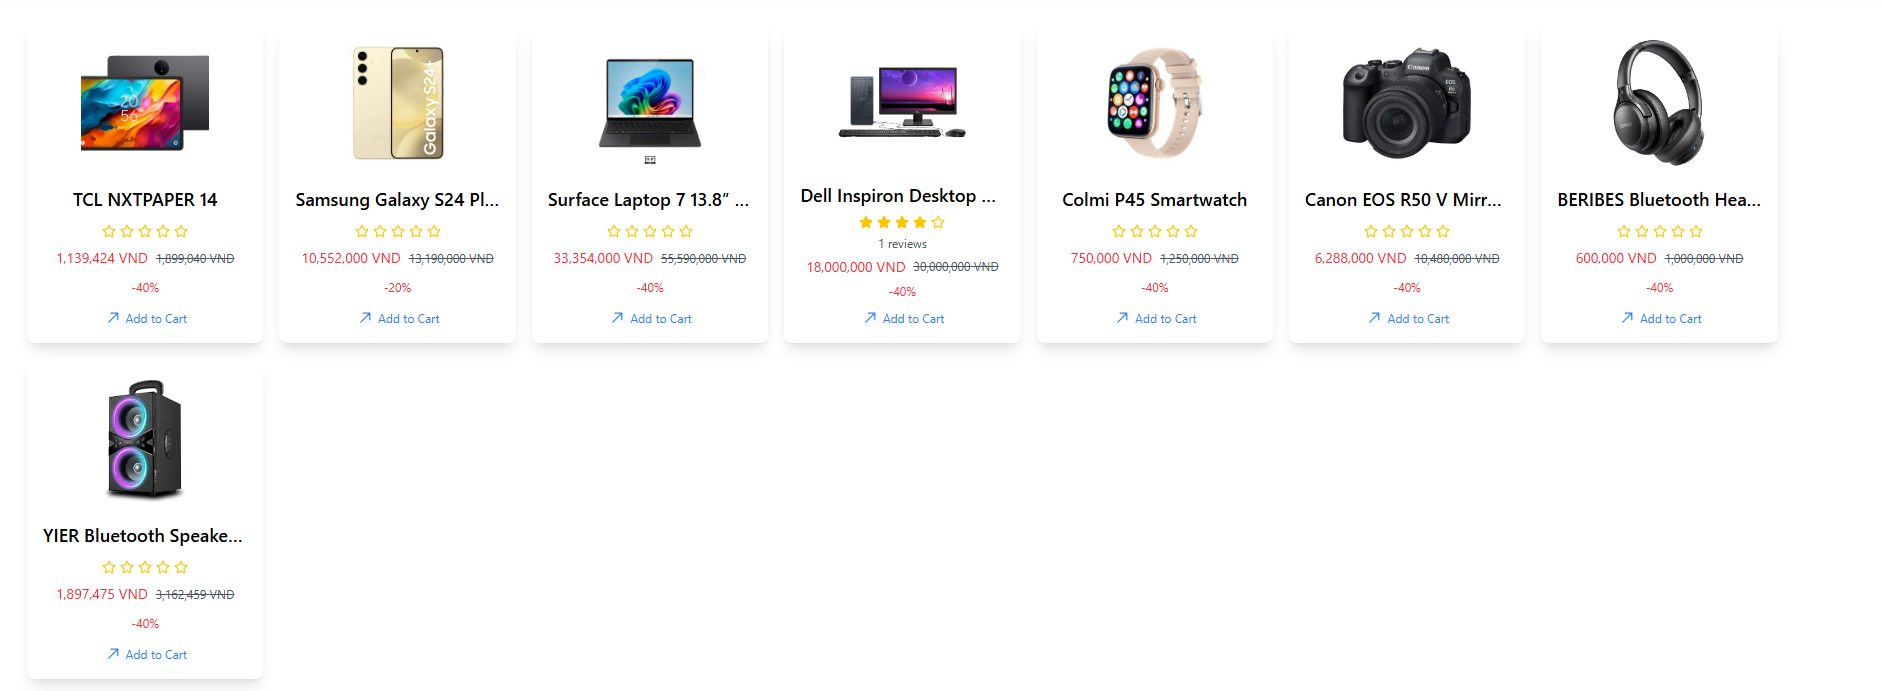 20
56
TCL NXTPAPER 14
1,139,424 VND 1,899,040 VND
-40%
Add to Cart
Galaxy S24+
Samsung Galaxy S24 Pl...
10,552,000 VND 13,190,000 VND
-20%
Add to Cart
Surface Laptop 7 13.8” ...
33,354,000 VND 55,590,000 VND
-40%
Add to Cart
Dell Inspiron Desktop ...
1 reviews
18,000,000 VND 30,000,000 VND
-40%
Add to Cart
Colmi P45 Smartwatch
750,000 VND 1,250,000 VND
-40%
Add to Cart
Canon
EOS
Canon EOS R50 V Mirr...
6,288,000 VND 10,480,000 VND
-40%
Add to Cart
BERIBES Bluetooth Hea...
600,000 VND 1,000,000 VND
-40%
Add to Cart
YIER Bluetooth Speake...
1,897,475 VND 3,162,459 VND
-40%
Add to Cart